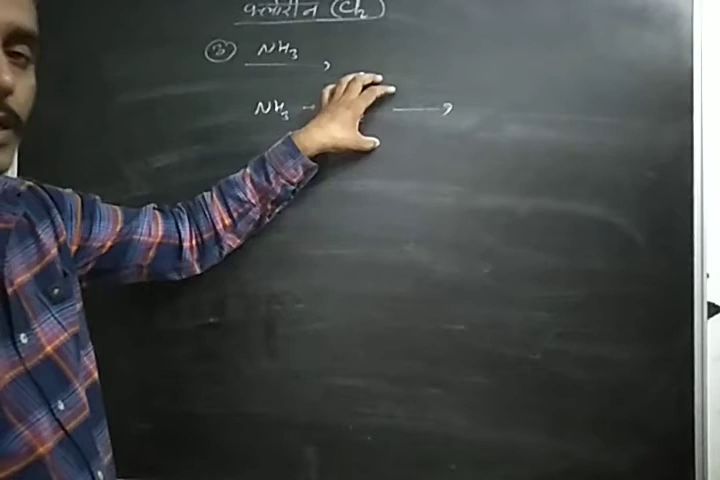 क्लोरीन (Cl₂)
③ NH₃ →
NH₃ →